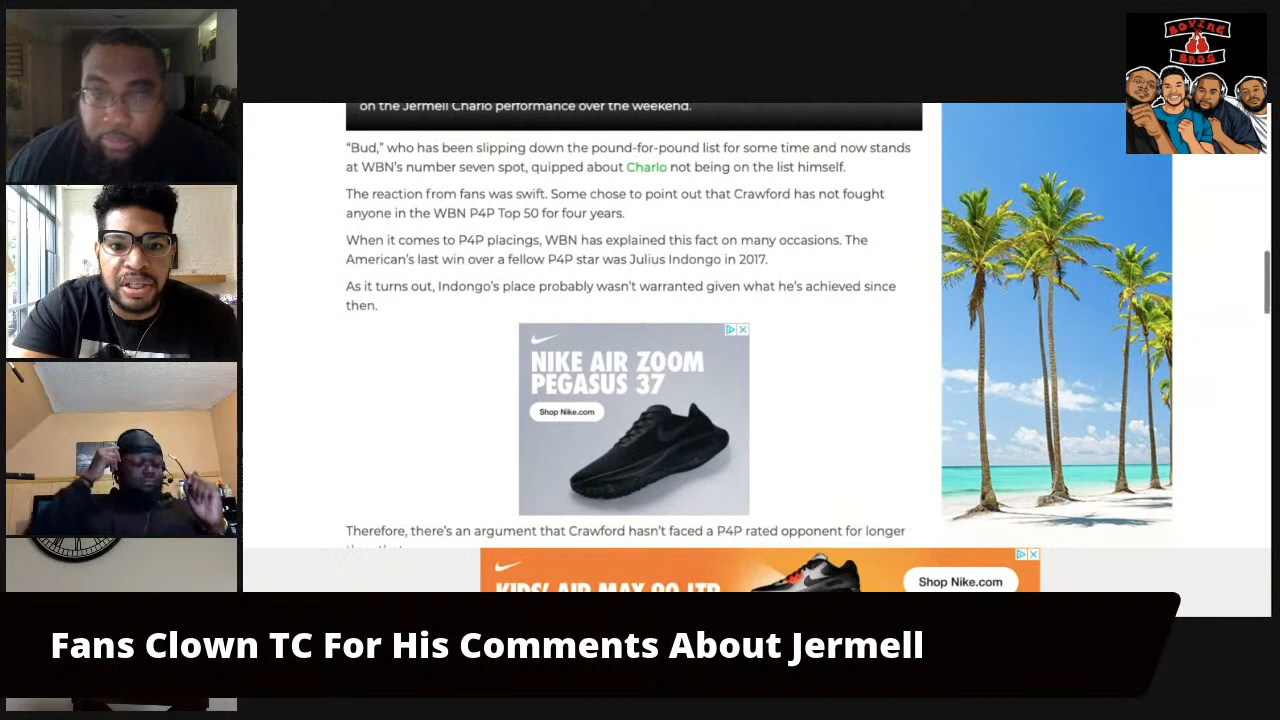 BOXING
BROS
on the Jermell Charlo performance over the weekend.
“Bud,” who has been slipping down the pound-for-pound list for some time and now stands
at WBN’s number seven spot, quipped about Charlo not being on the list himself.
The reaction from fans was swift. Some chose to point out that Crawford has not fought
anyone in the WBN P4P Top 50 for four years.
When it comes to P4P placings, WBN has explained this fact on many occasions. The
American’s last win over a fellow P4P star was Julius Indongo in 2017.
As it turns out, Indongo’s place probably wasn’t warranted given what he’s achieved since
then.
NIKE AIR ZOOM
PEGASUS 37
Shop Nike.com
Therefore, there’s an argument that Crawford hasn’t faced a P4P rated opponent for longer
KIDS' AIR MAX 90 LTR
Shop Nike.com
Fans Clown TC For His Comments About Jermell